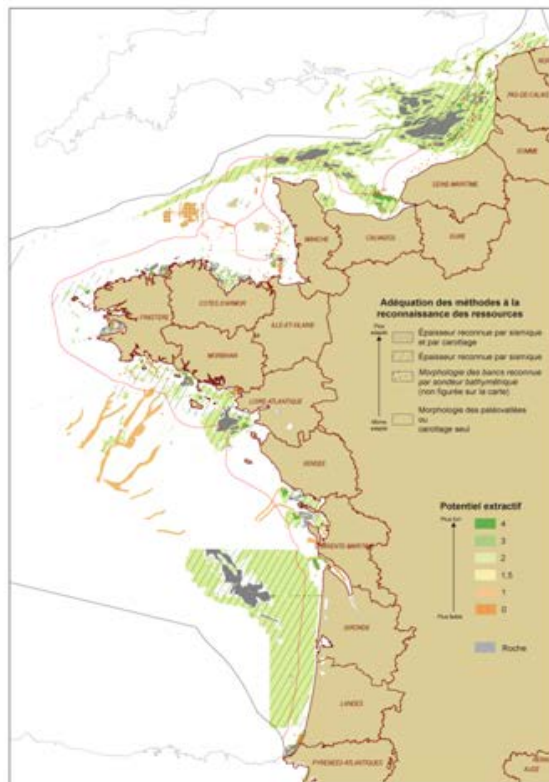 PAS-DE-CALAIS
SOMME
SEINE-MARITIME
EURE
CALVADOS
MANCHE
FINISTERE
COTES-D'ARMOR
ILLE-ET-VILAINE
MORBIHAN
LOIRE-ATLANTIQUE
VENDEE
CHARENTE-MARITIME
GIRONDE
LANDES
PYRENEES-ATLANTIQUES
AUDE
Adéquation des méthodes à la
reconnaissance des ressources
Plus
adapté
Épaisseur reconnue par sismique
et par carottage
Épaisseur reconnue par sismique
Morphologie des bancs reconnue
par sondeur bathymétrique
(non figurée sur la carte)
Moins
adapté
Morphologie des paléovallées
ou
carottage seul
Potentiel extractif
Plus fort
4
3
2
1,5
1
0
Plus faible
Roche